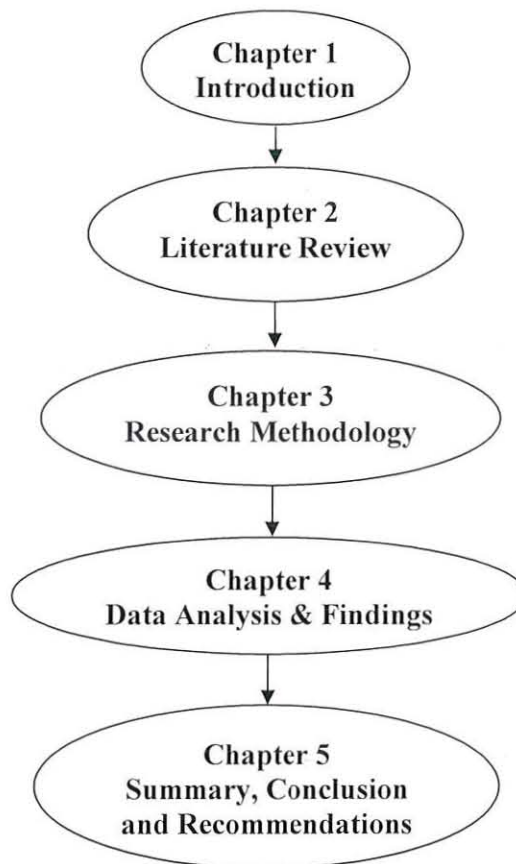 Chapter 1
Introduction
Chapter 2
Literature Review
Chapter 3
Research Methodology
Chapter 4
Data Analysis & Findings
Chapter 5
Summary, Conclusion
and Recommendations